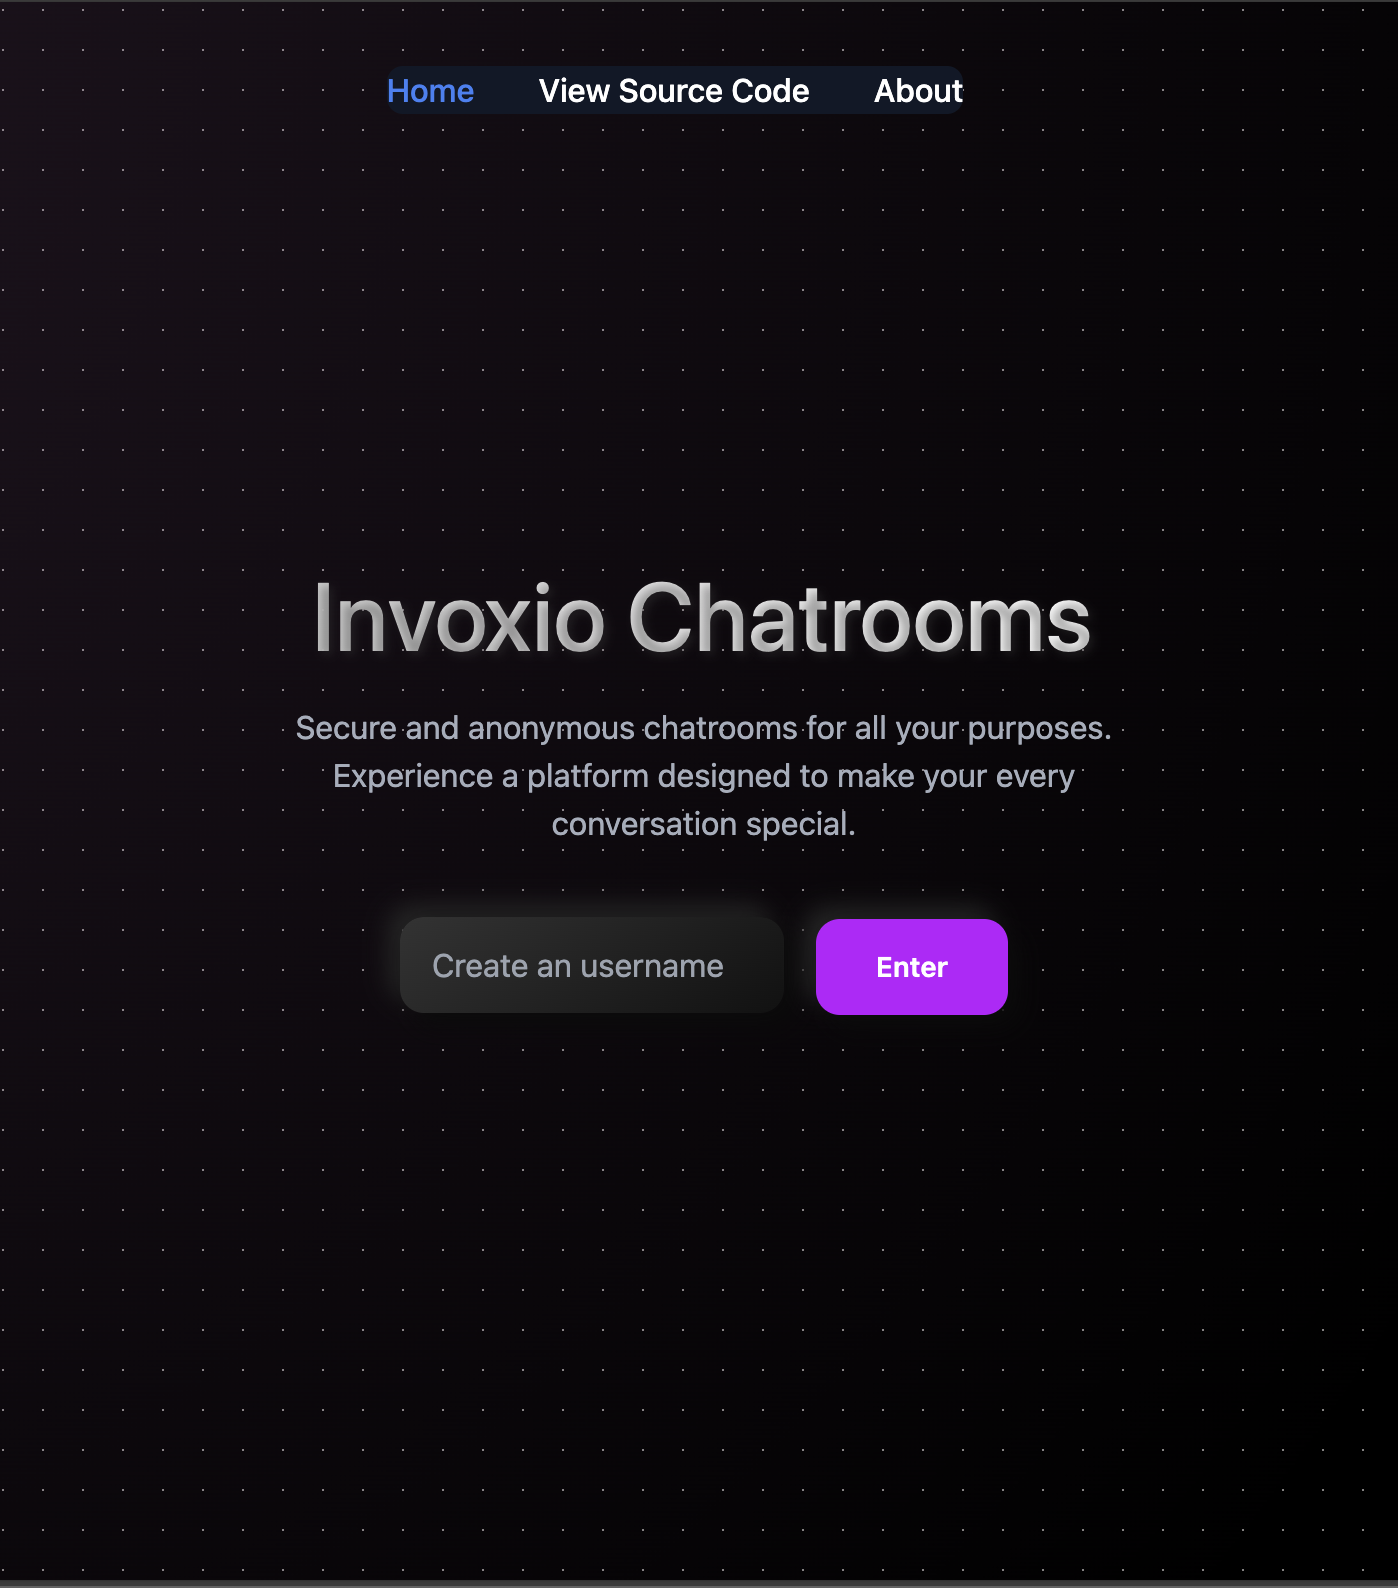 Home View Source Code About
Invoxio Chatrooms
Secure and anonymous chatrooms for all your purposes.
Experience a platform designed to make your every
conversation special.
Create an username
Enter